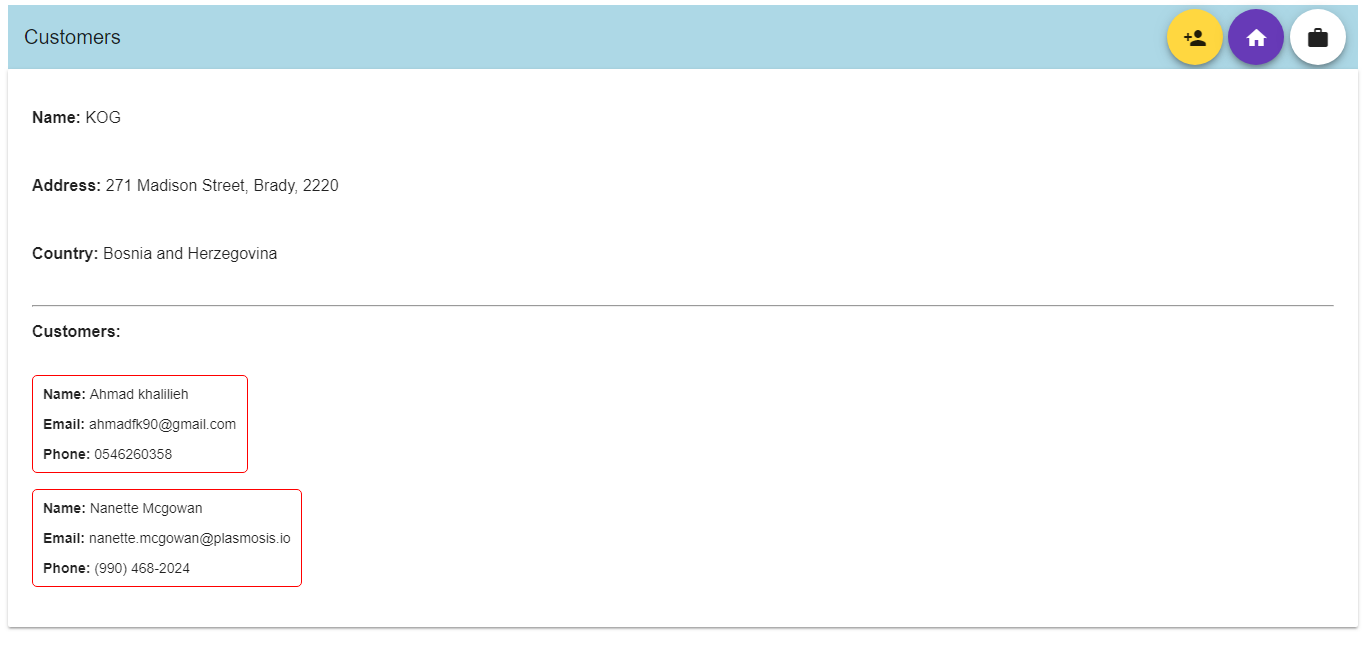 Customers
Name: KOG
Address: 271 Madison Street, Brady, 2220
Country: Bosnia and Herzegovina
Customers:
Name: Ahmad khalilieh
Email: ahmadfk90@gmail.com
Phone: 0546260358
Name: Nanette Mcgowan
Email: nanette.mcgowan@plasmosis.io
Phone: (990) 468-2024